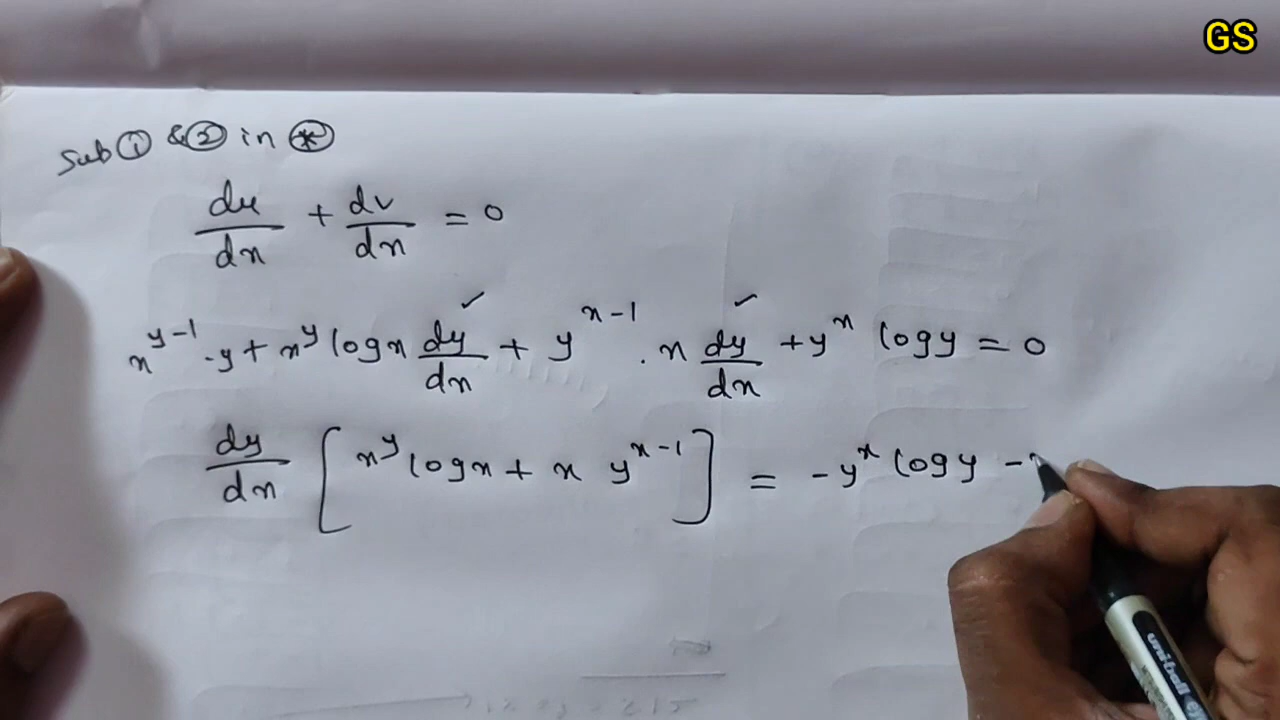 GS
Sub ① & ② in ⊛
du/dx + dv/dx = 0
x^{y-1} · y + x^y log x dy/dx + y^{x-1} · x dy/dx + y^x log y = 0
dy/dx [ x^y log x + x y^{x-1} ] = -y^x log y -
uniball